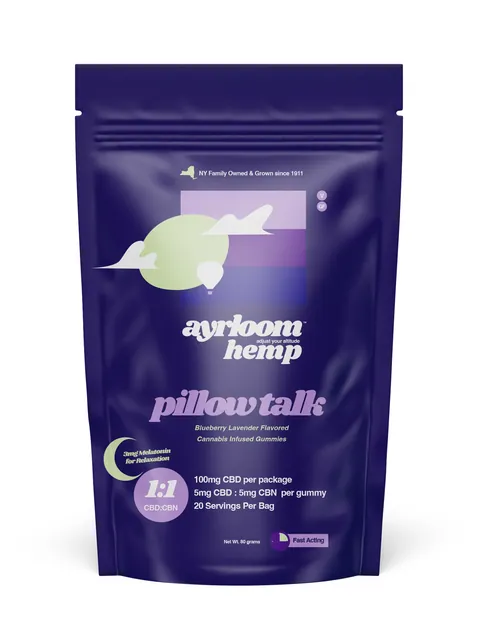 NY Family Owned & Grown since 1911
V
GF
ayrloom
adjust your altitude
hemp
pillow talk
Blueberry Lavender Flavored
Cannabis Infused Gummies
3mg Melatonin
for Relaxation
1:1
CBD:CBN
100mg CBD per package
5mg CBD : 5mg CBN per gummy
20 Servings Per Bag
Net Wt. 80 grams
Fast Acting